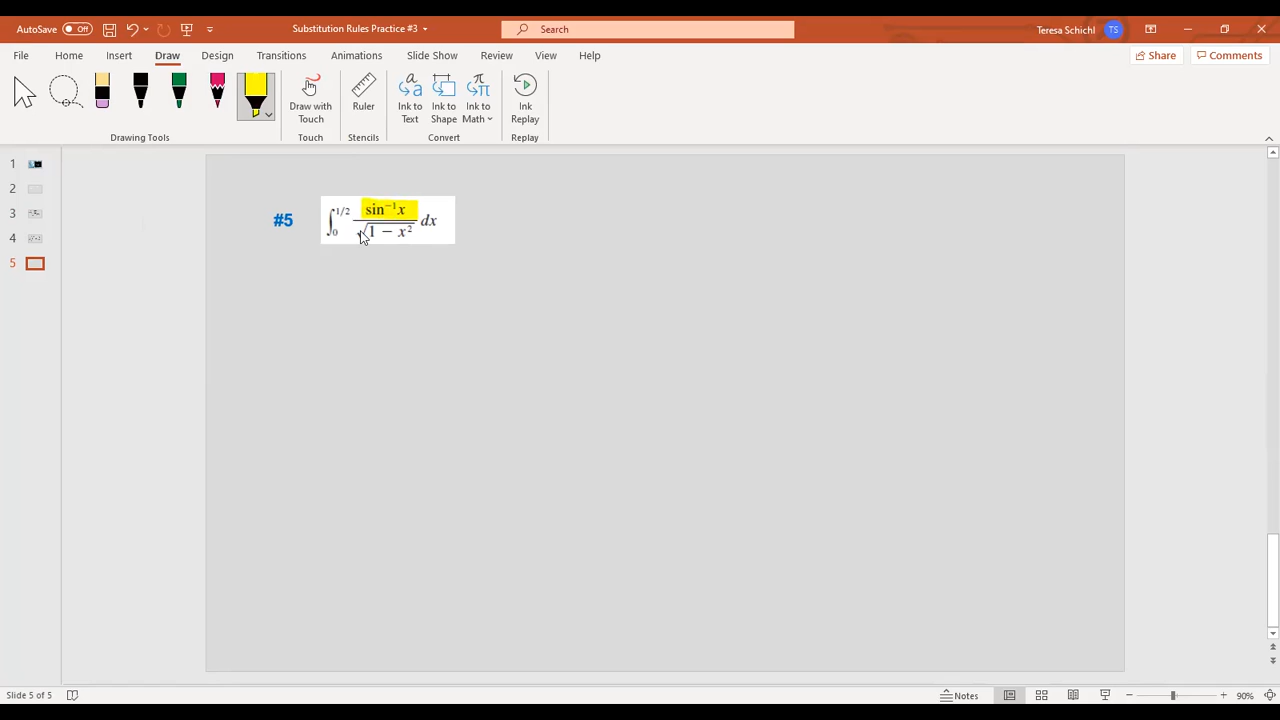 AutoSave Off Substitution Rules Practice #3 Search Teresa Schichl TS
File Home Insert Draw Design Transitions Animations Slide Show Review View Help Share Comments
Draw with Touch Ruler Ink to Text Ink to Shape Ink to Math Ink Replay
Drawing Tools Touch Stencils Convert Replay
1
2
3
4
5
#5 ∫₀^{1/2} sin⁻¹x / √(1 − x²) dx
Slide 5 of 5 Notes 90%